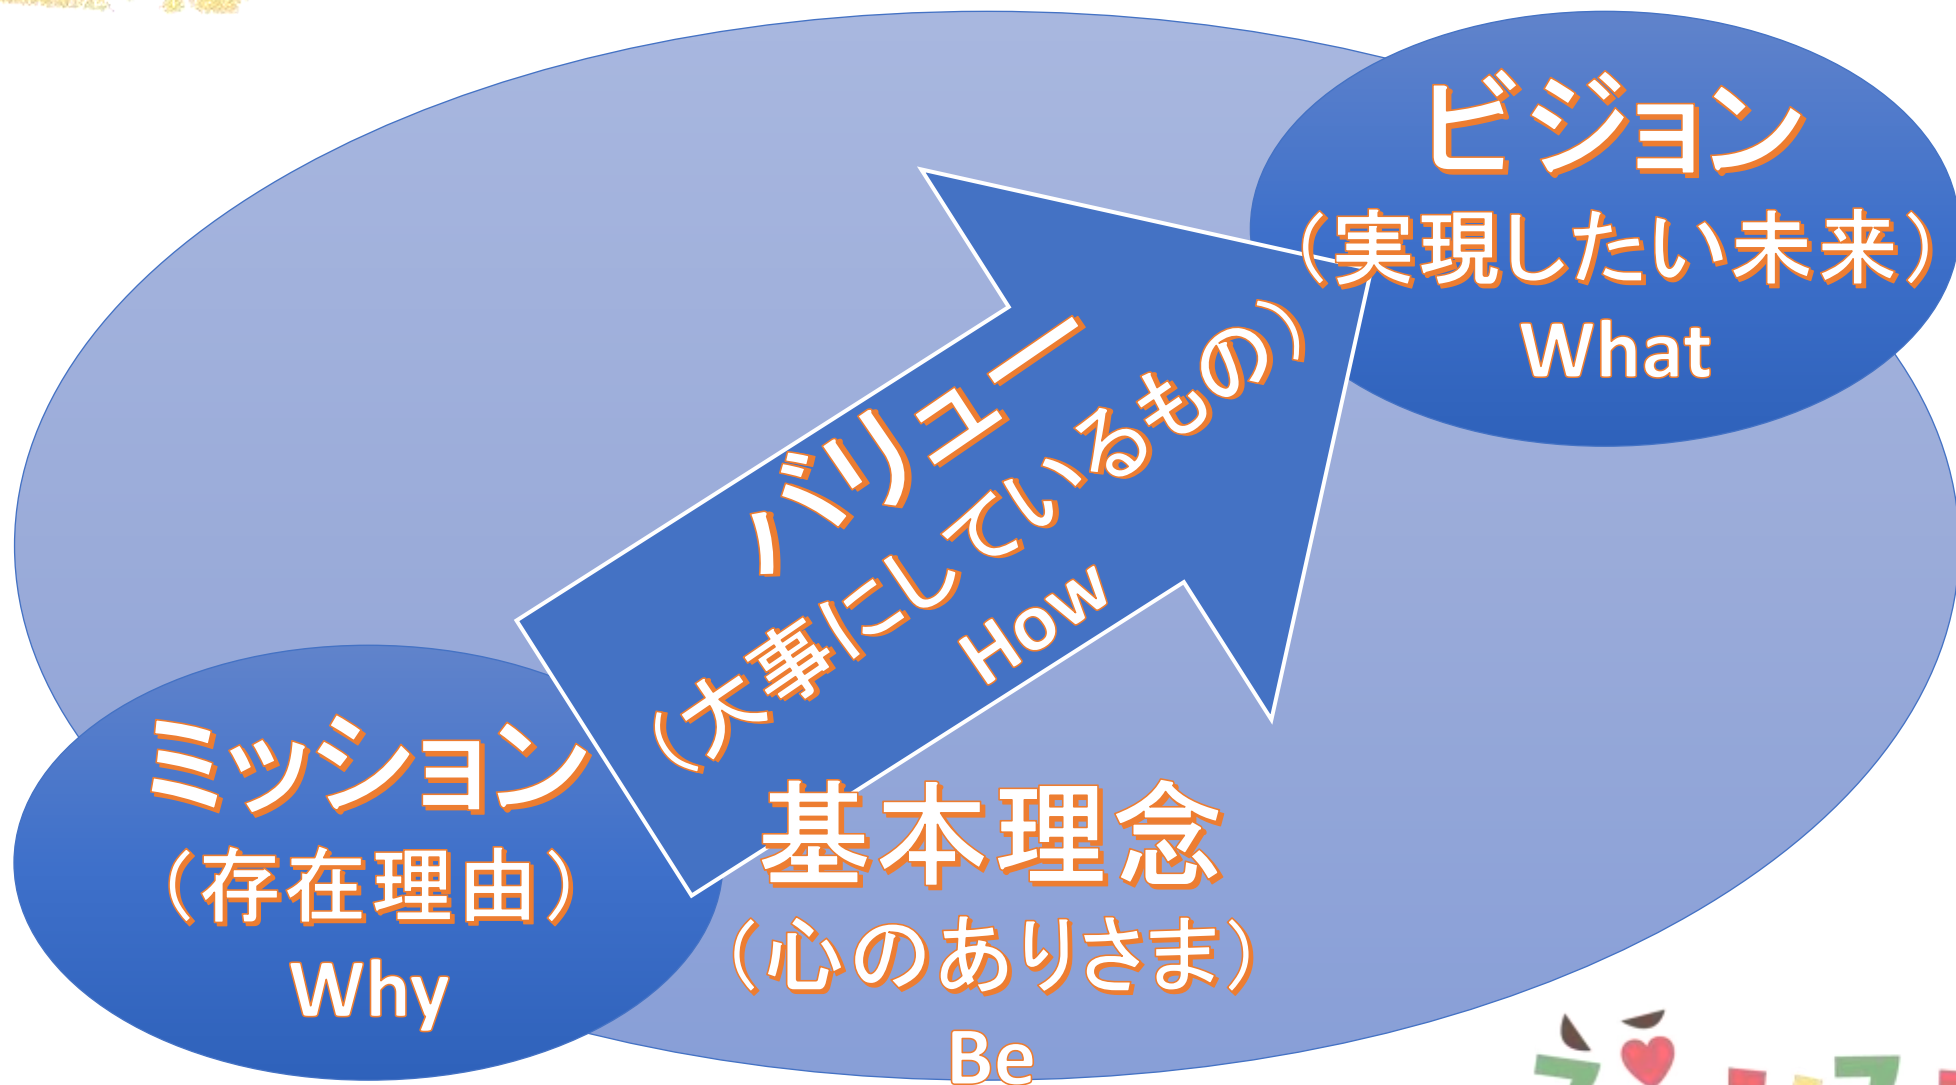 ビジョン
（実現したい未来）
What
バリュー
（大事にしているもの）
How
ミッション
（存在理由）
Why
基本理念
（心のありさま）
Be